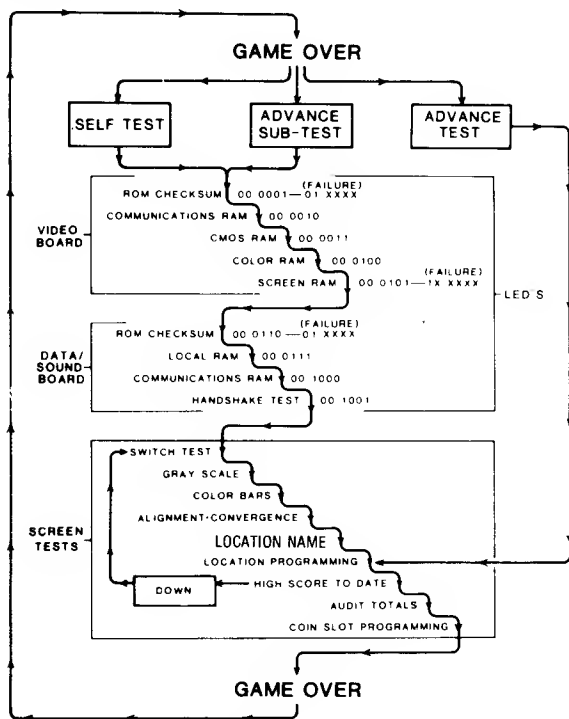 GAME OVER
SELF TEST
ADVANCE
SUB-TEST
ADVANCE
TEST
VIDEO
BOARD
(FAILURE)
ROM CHECKSUM 00 0001—01 XXXX
COMMUNICATIONS RAM 00 0010
CMOS RAM 00 0011
COLOR RAM 00 0100
(FAILURE)
SCREEN RAM 00 0101—1X XXXX
LED'S
DATA/
SOUND
BOARD
(FAILURE)
ROM CHECKSUM 00 0110—01 XXXX
LOCAL RAM 00 0111
COMMUNICATIONS RAM 00 1000
HANDSHAKE TEST 00 1001
SCREEN
TESTS
SWITCH TEST
GRAY SCALE
COLOR BARS
ALIGNMENT-CONVERGENCE
LOCATION NAME
LOCATION PROGRAMMING
DOWN
HIGH SCORE TO DATE
AUDIT TOTALS
COIN SLOT PROGRAMMING
GAME OVER